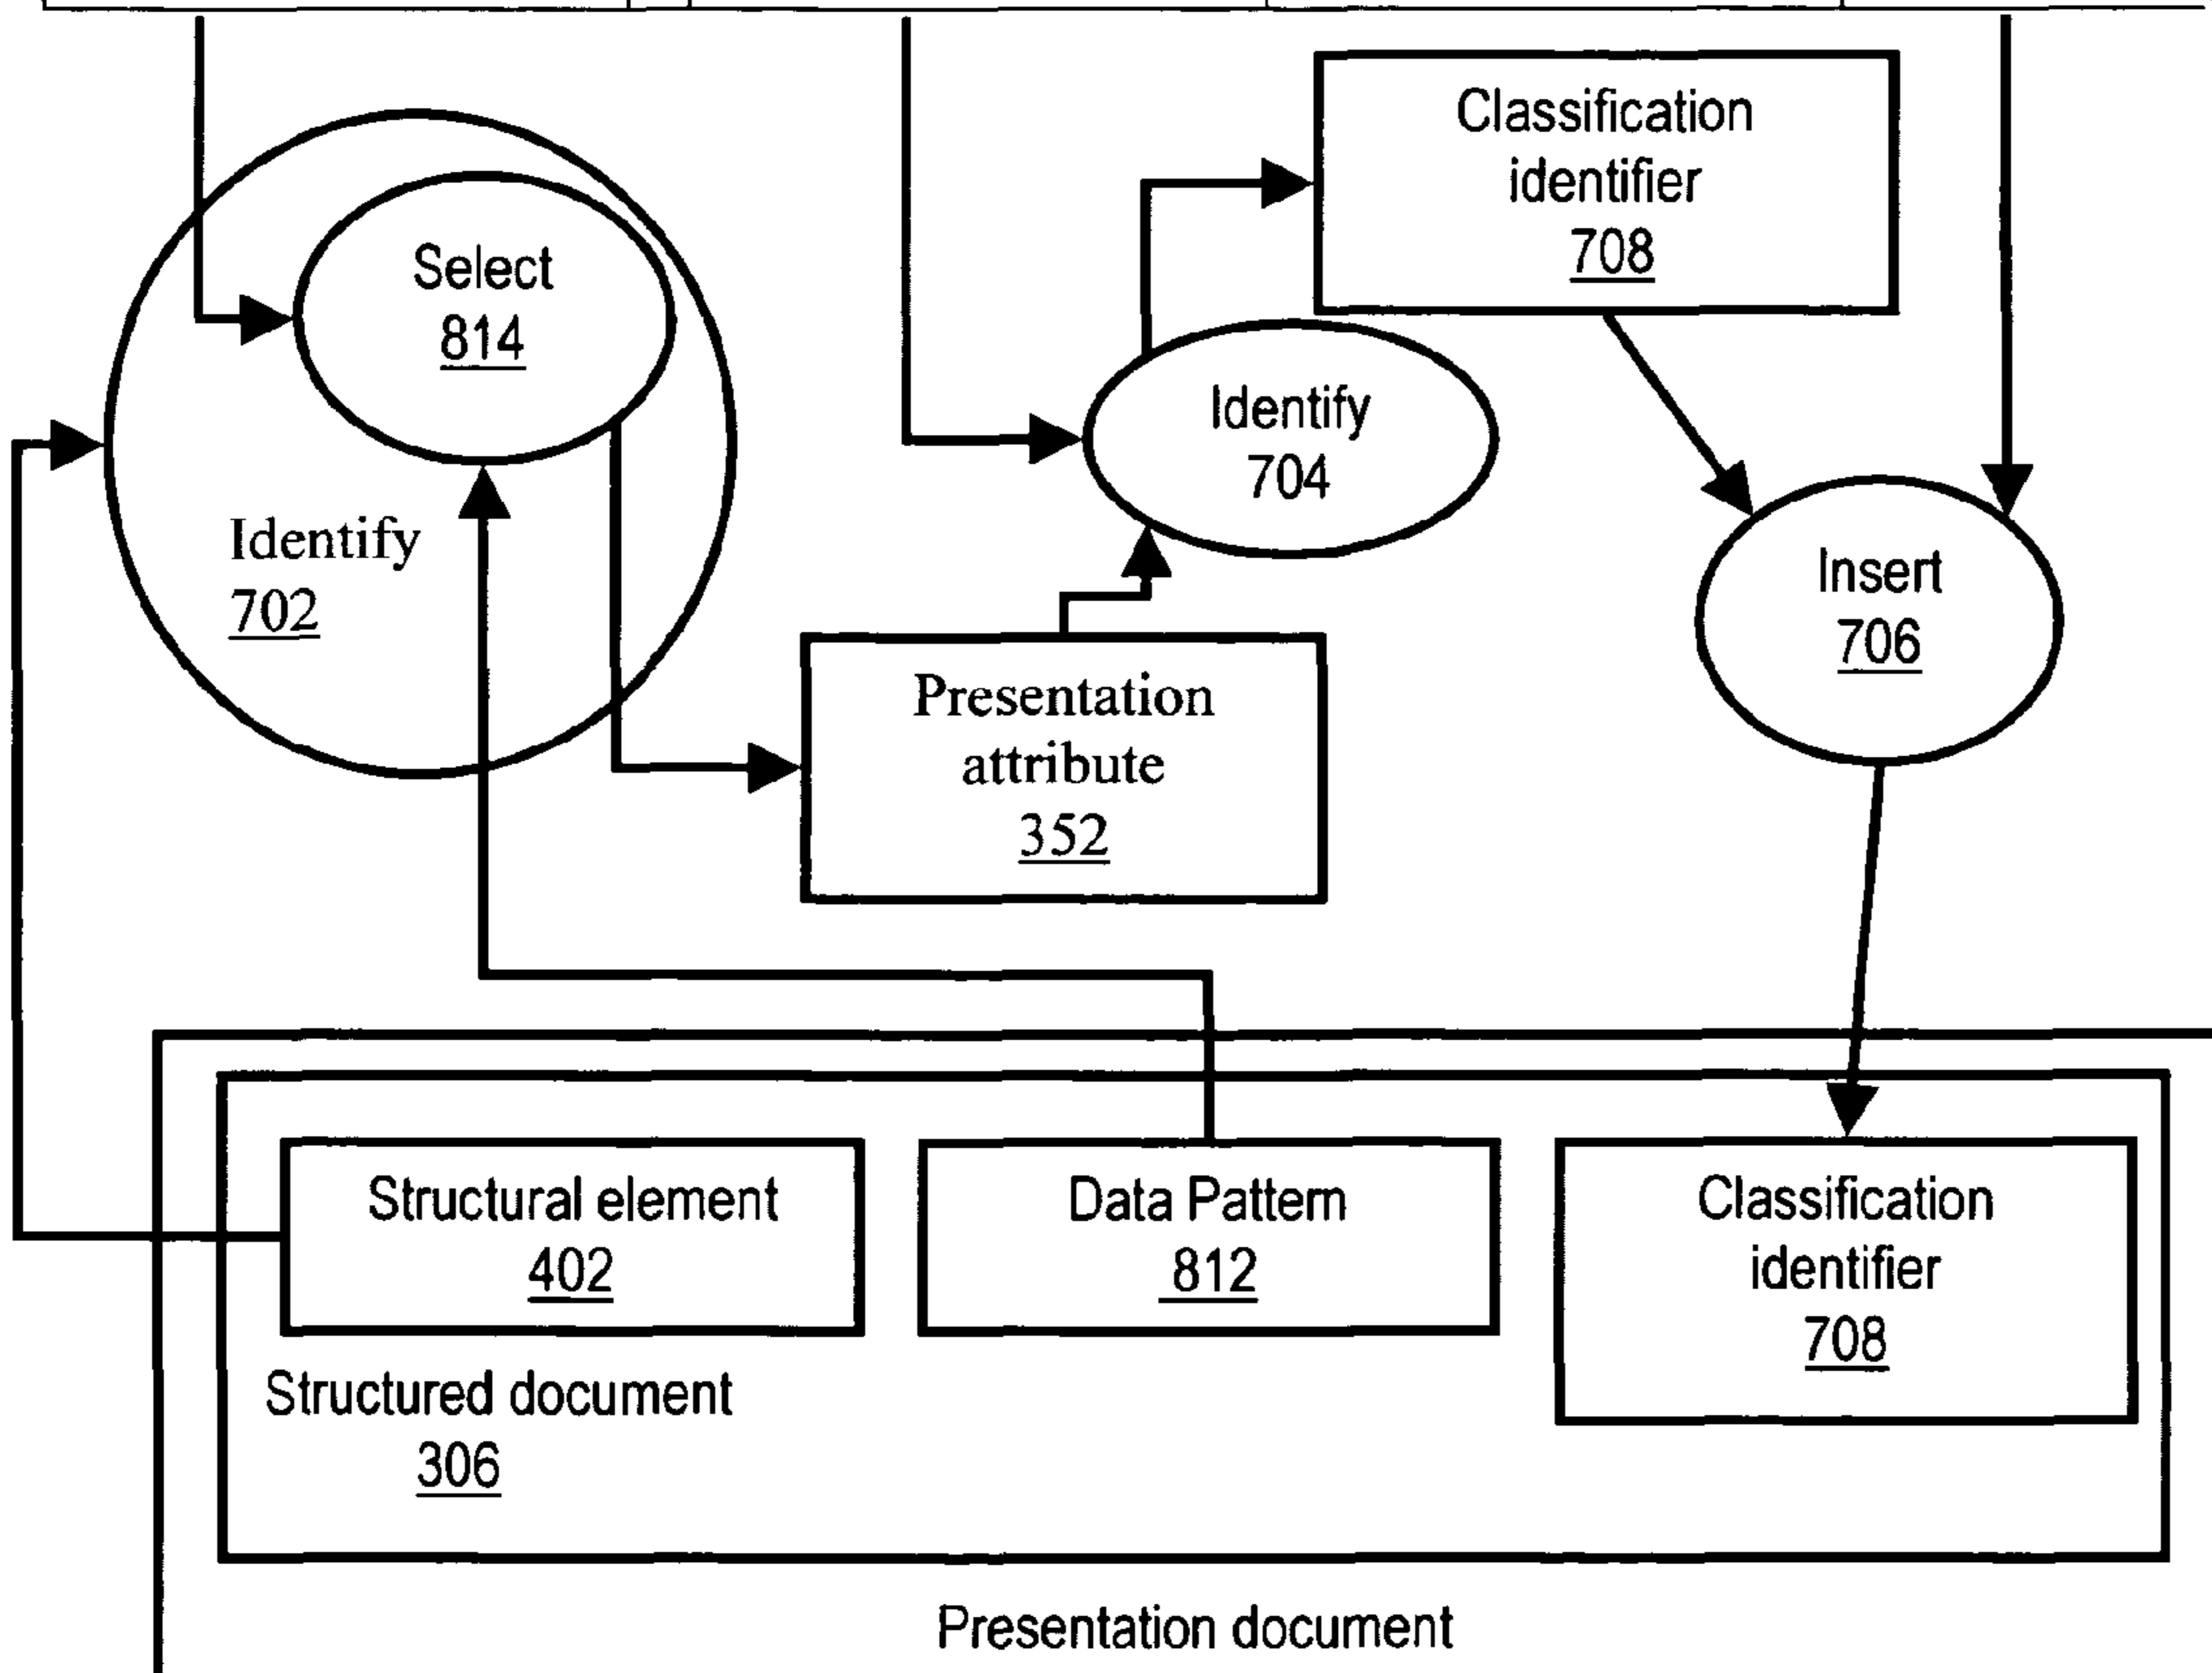 Classification
identifier
708
Select
814
Identify
704
Identify
702
Insert
706
Presentation
attribute
352
Structural element
402
Data Pattern
812
Classification
identifier
708
Structured document
306
Presentation document